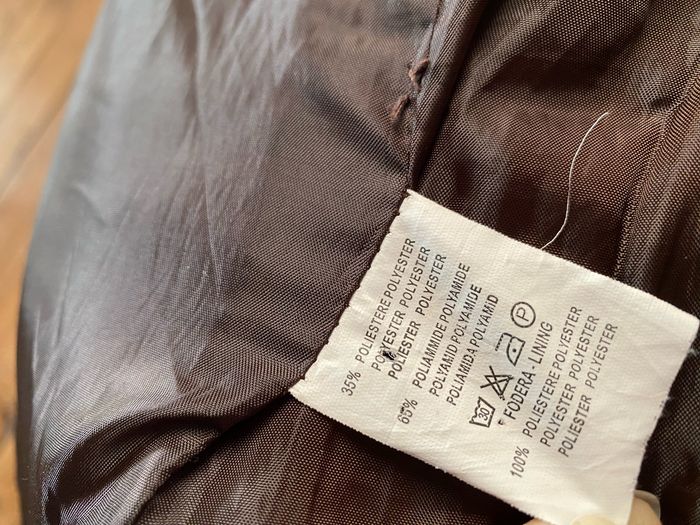 35% POLIESTERE POLYESTER
POLYESTER POLYESTER
POLIESTER POLYESTER
65% POLIAMMIDE POLYAMIDE
POLYAMID POLYAMIDE
POLIAMIDA POLYAMID
30 P
FODERA - LINING
100% POLIESTERE POLYESTER
POLYESTER POLYESTER
POLIESTER POLYESTER